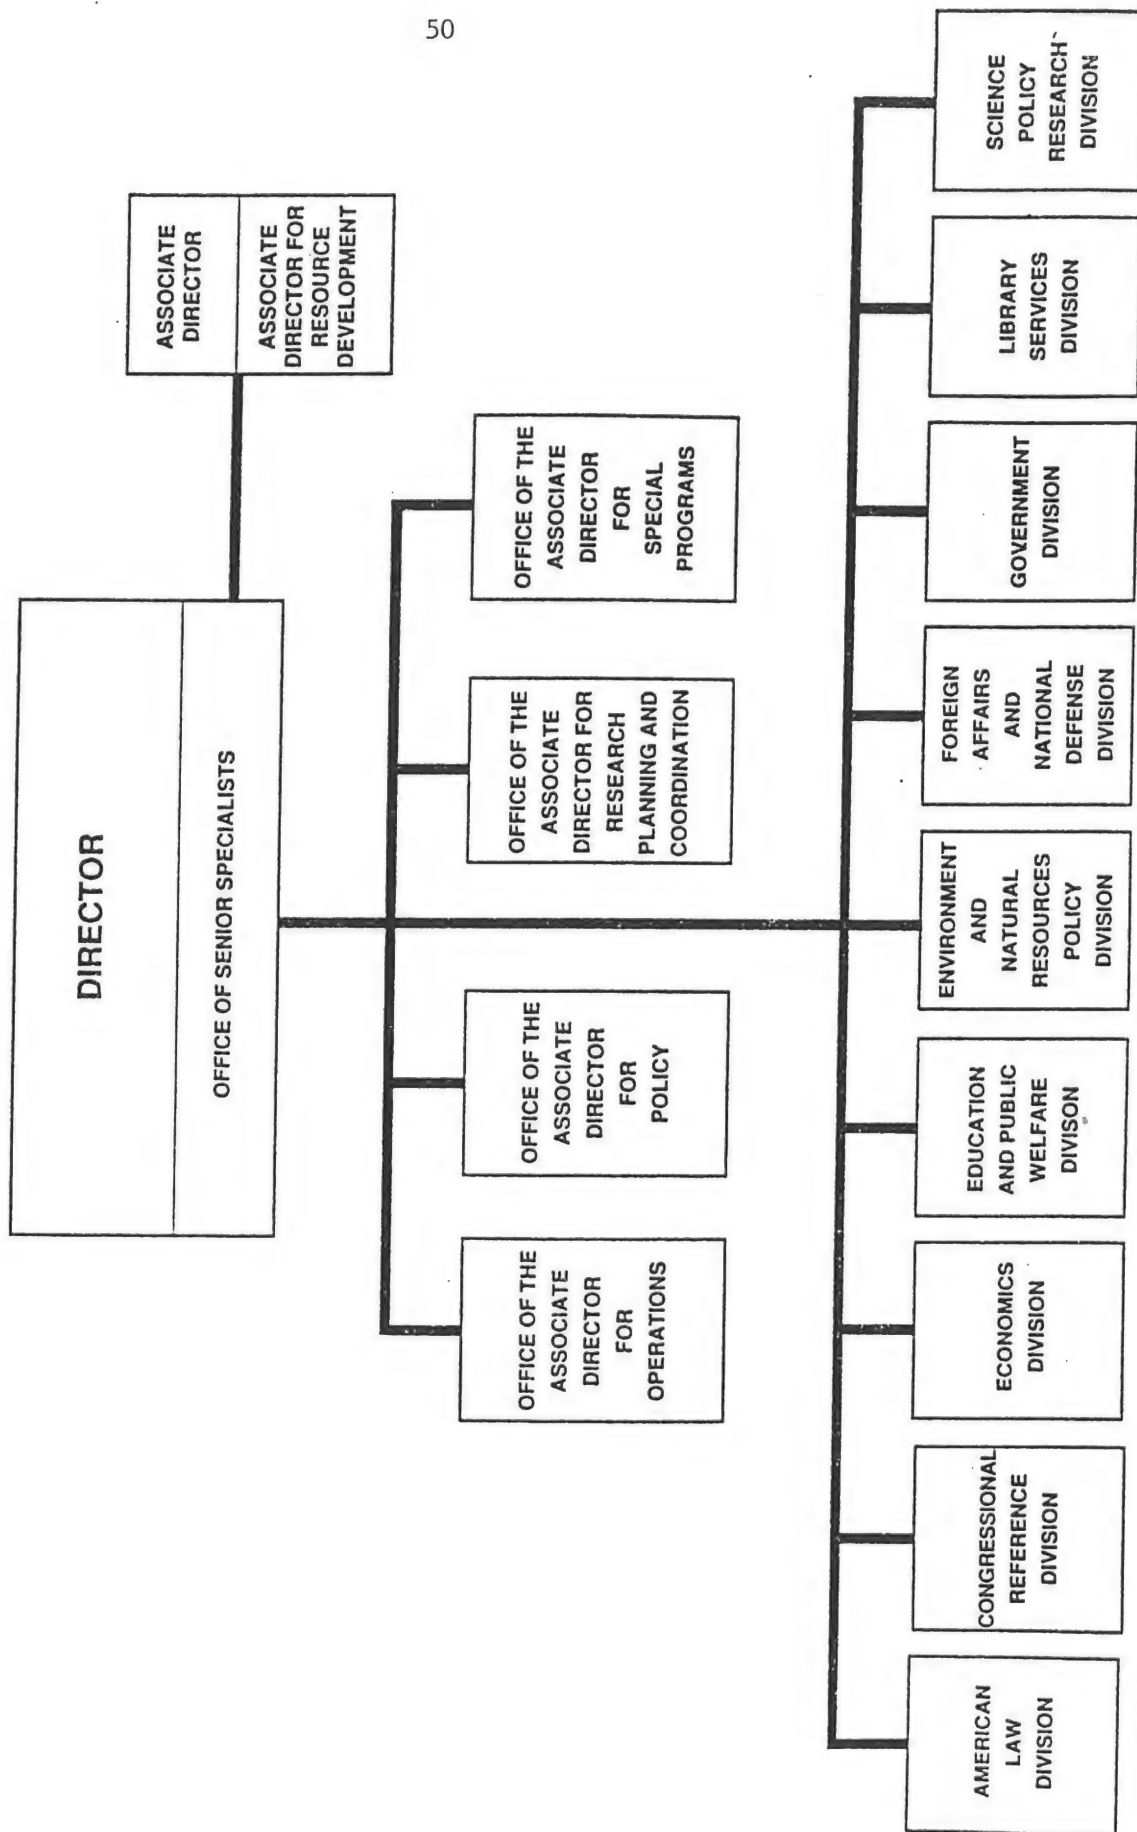 50
DIRECTOR
OFFICE OF SENIOR SPECIALISTS
ASSOCIATE
DIRECTOR
ASSOCIATE
DIRECTOR FOR
RESOURCE
DEVELOPMENT
OFFICE OF THE
ASSOCIATE
DIRECTOR
FOR
OPERATIONS
OFFICE OF THE
ASSOCIATE
DIRECTOR
FOR
POLICY
OFFICE OF THE
ASSOCIATE
DIRECTOR FOR
RESEARCH
PLANNING AND
COORDINATION
OFFICE OF THE
ASSOCIATE
DIRECTOR
FOR
SPECIAL
PROGRAMS
AMERICAN
LAW
DIVISION
CONGRESSIONAL
REFERENCE
DIVISION
ECONOMICS
DIVISION
EDUCATION
AND PUBLIC
WELFARE
DIVISON
ENVIRONMENT
AND
NATURAL
RESOURCES
POLICY
DIVISION
FOREIGN
AFFAIRS
AND
NATIONAL
DEFENSE
DIVISION
GOVERNMENT
DIVISION
LIBRARY
SERVICES
DIVISION
SCIENCE
POLICY
RESEARCH
DIVISION